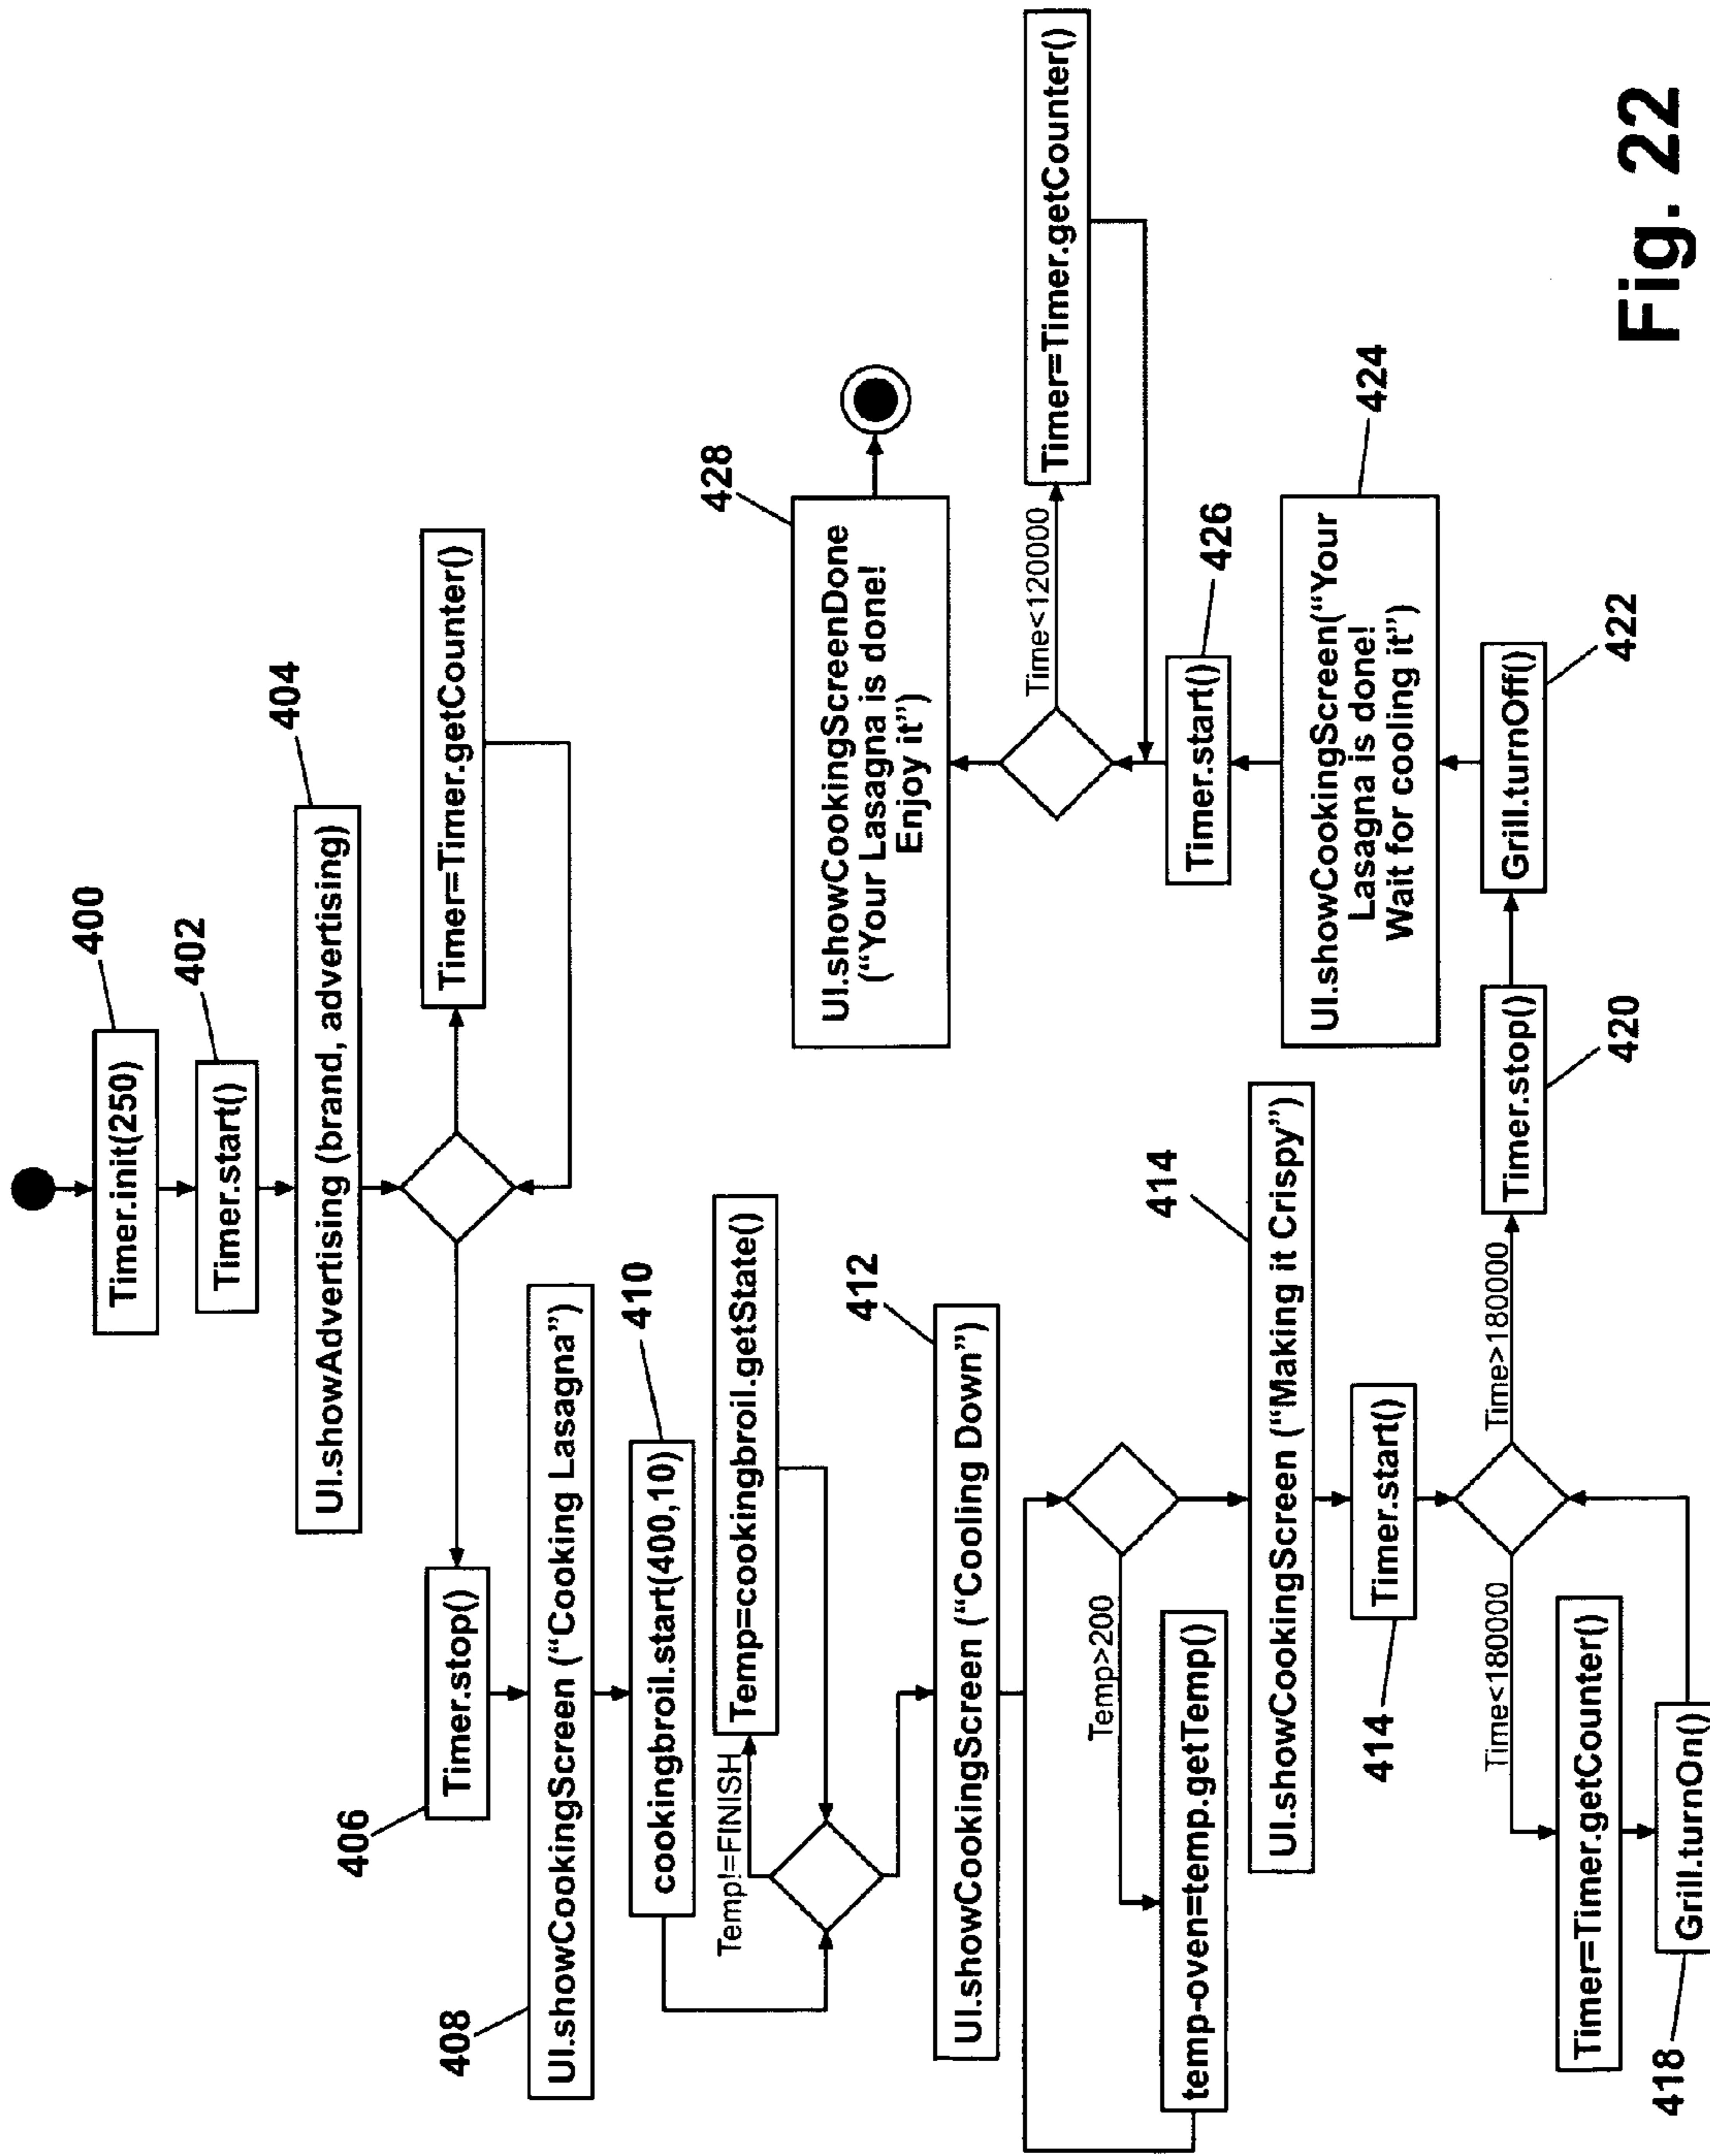 400
Timer.init(250)
402
Timer.start()
404
UI.showAdvertising (brand, advertising)
Timer=Timer.getCounter()
406
Timer.stop()
408
UI.showCookingScreen (“Cooking Lasagna”)
410
cookingbroil.start(400,10)
Temp!=FINISH
Temp=cookingbroil.getState()
412
UI.showCookingScreen (“Cooling Down”)
Temp>200
temp-oven=temp.getTemp()
414
UI.showCookingScreen (“Making it Crispy”)
414
Timer.start()
Time<180000
Time>180000
Timer=Timer.getCounter()
418
Grill.turnOn()
Timer.stop()
420
Grill.turnOff()
422
424
UI.showCookingScreen(“Your
Lasagna is done!
Wait for cooling it”)
426
Timer.start()
Time<120000
Timer=Timer.getCounter()
428
UI.showCookingScreenDone
(“Your Lasagna is done!
Enjoy it”)
Fig. 22